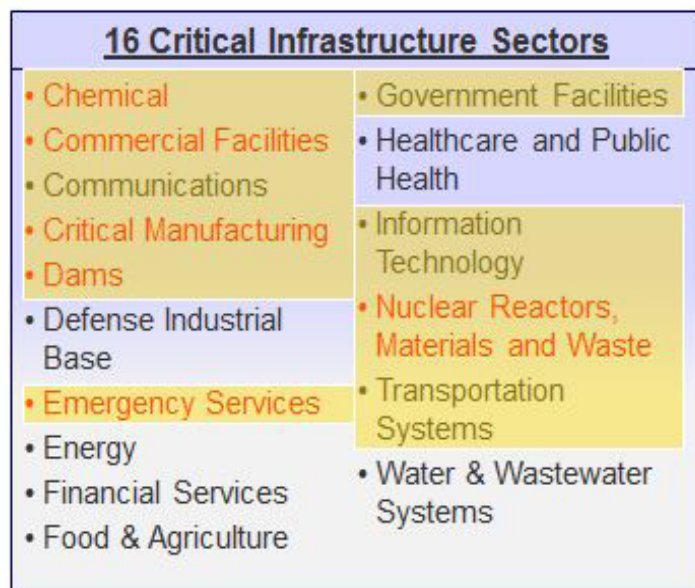 16 Critical Infrastructure Sectors
• Chemical
• Commercial Facilities
• Communications
• Critical Manufacturing
• Dams
• Defense Industrial
Base
• Emergency Services
• Energy
• Financial Services
• Food & Agriculture
• Government Facilities
• Healthcare and Public
Health
• Information
Technology
• Nuclear Reactors,
Materials and Waste
• Transportation
Systems
• Water & Wastewater
Systems